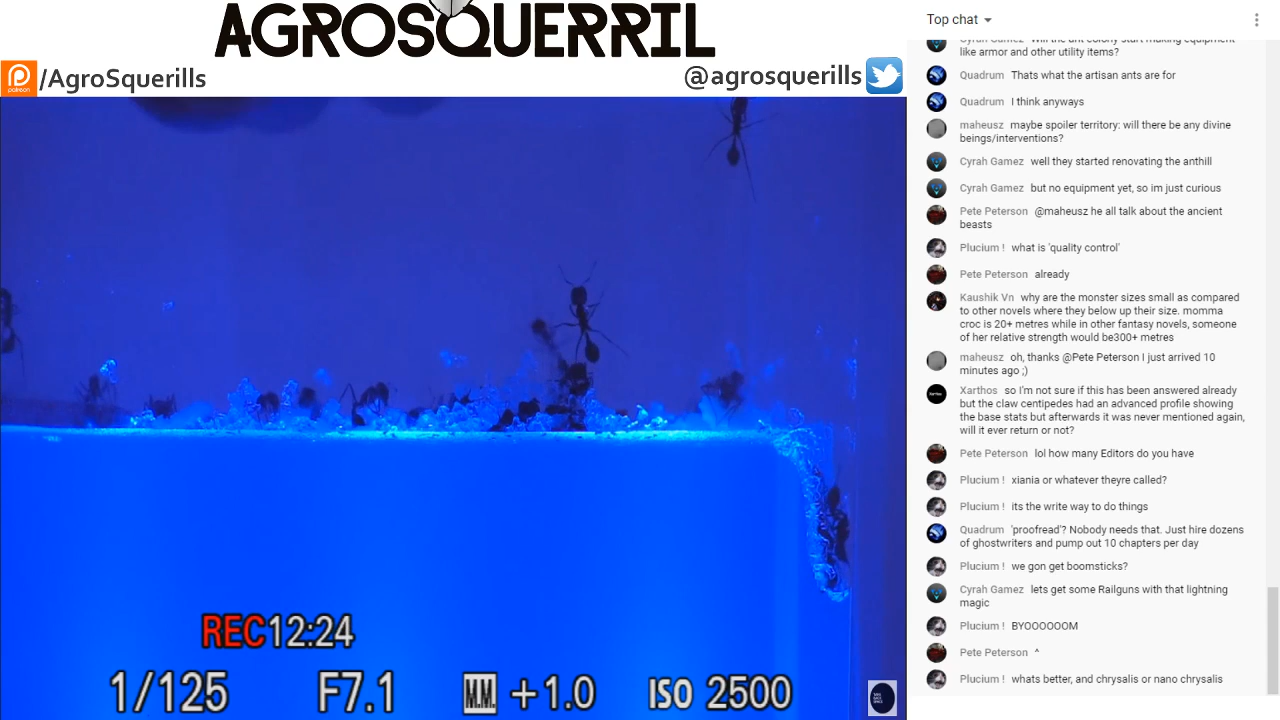 AGROSQUERRIL
/AgroSquerills
@agrosquerills
patreon
REC12:24
1/125 F7.1 M.M. +1.0 ISO 2500
Top chat
Cyrah Gamez Will the ant colony start making equipment
like armor and other utility items?
Quadrum Thats what the artisan ants are for
Quadrum I think anyways
maheusz maybe spoiler territory: will there be any divine
beings/interventions?
Cyrah Gamez well they started renovating the anthill
Cyrah Gamez but no equipment yet, so im just curious
Pete Peterson @maheusz he all talk about the ancient
beasts
Plucium ! what is 'quality control'
Pete Peterson already
Kaushik Vn why are the monster sizes small as compared
to other novels where they below up their size. momma
croc is 20+ metres while in other fantasy novels, someone
of her relative strength would be300+ metres
maheusz oh, thanks @Pete Peterson I just arrived 10
minutes ago ;)
Xarthos so I'm not sure if this has been answered already
but the claw centipedes had an advanced profile showing
the base stats but afterwards it was never mentioned again,
will it ever return or not?
Pete Peterson lol how many Editors do you have
Plucium ! xiania or whatever theyre called?
Plucium ! its the write way to do things
Quadrum 'proofread'? Nobody needs that. Just hire dozens
of ghostwriters and pump out 10 chapters per day
Plucium ! we gon get boomsticks?
Cyrah Gamez lets get some Railguns with that lightning
magic
Plucium ! BYOOOOOOM
Pete Peterson ^
Plucium ! whats better, and chrysalis or nano chrysalis